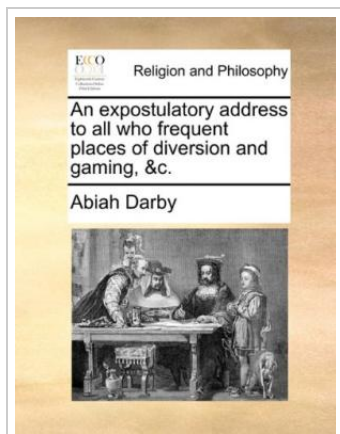 ECCO
Religion and Philosophy
An expostulatory address
to all who frequent
places of diversion and
gaming, &c.
Abiah Darby